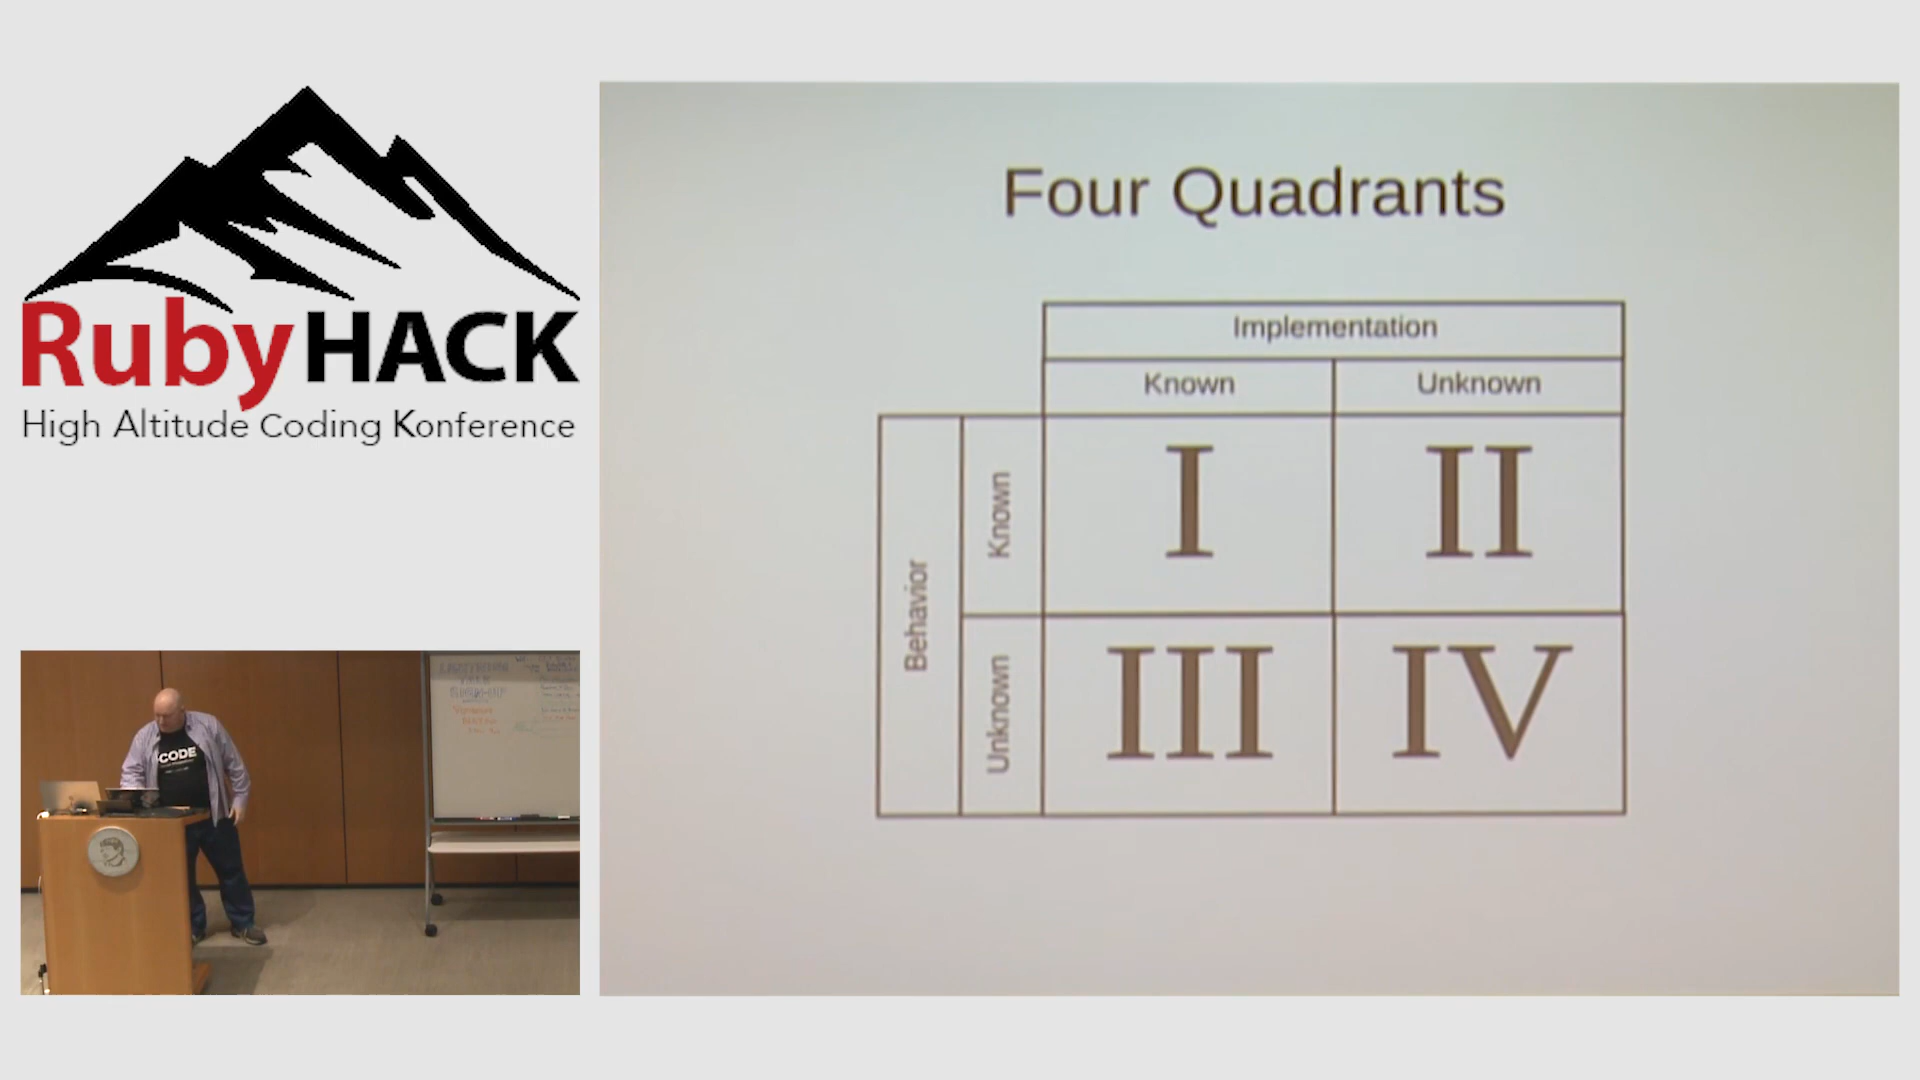 RubyHACK
High Altitude Coding Konference
CODE
Four Quadrants
Implementation
Known
Unknown
Behavior
Known
I
II
Unknown
III
IV